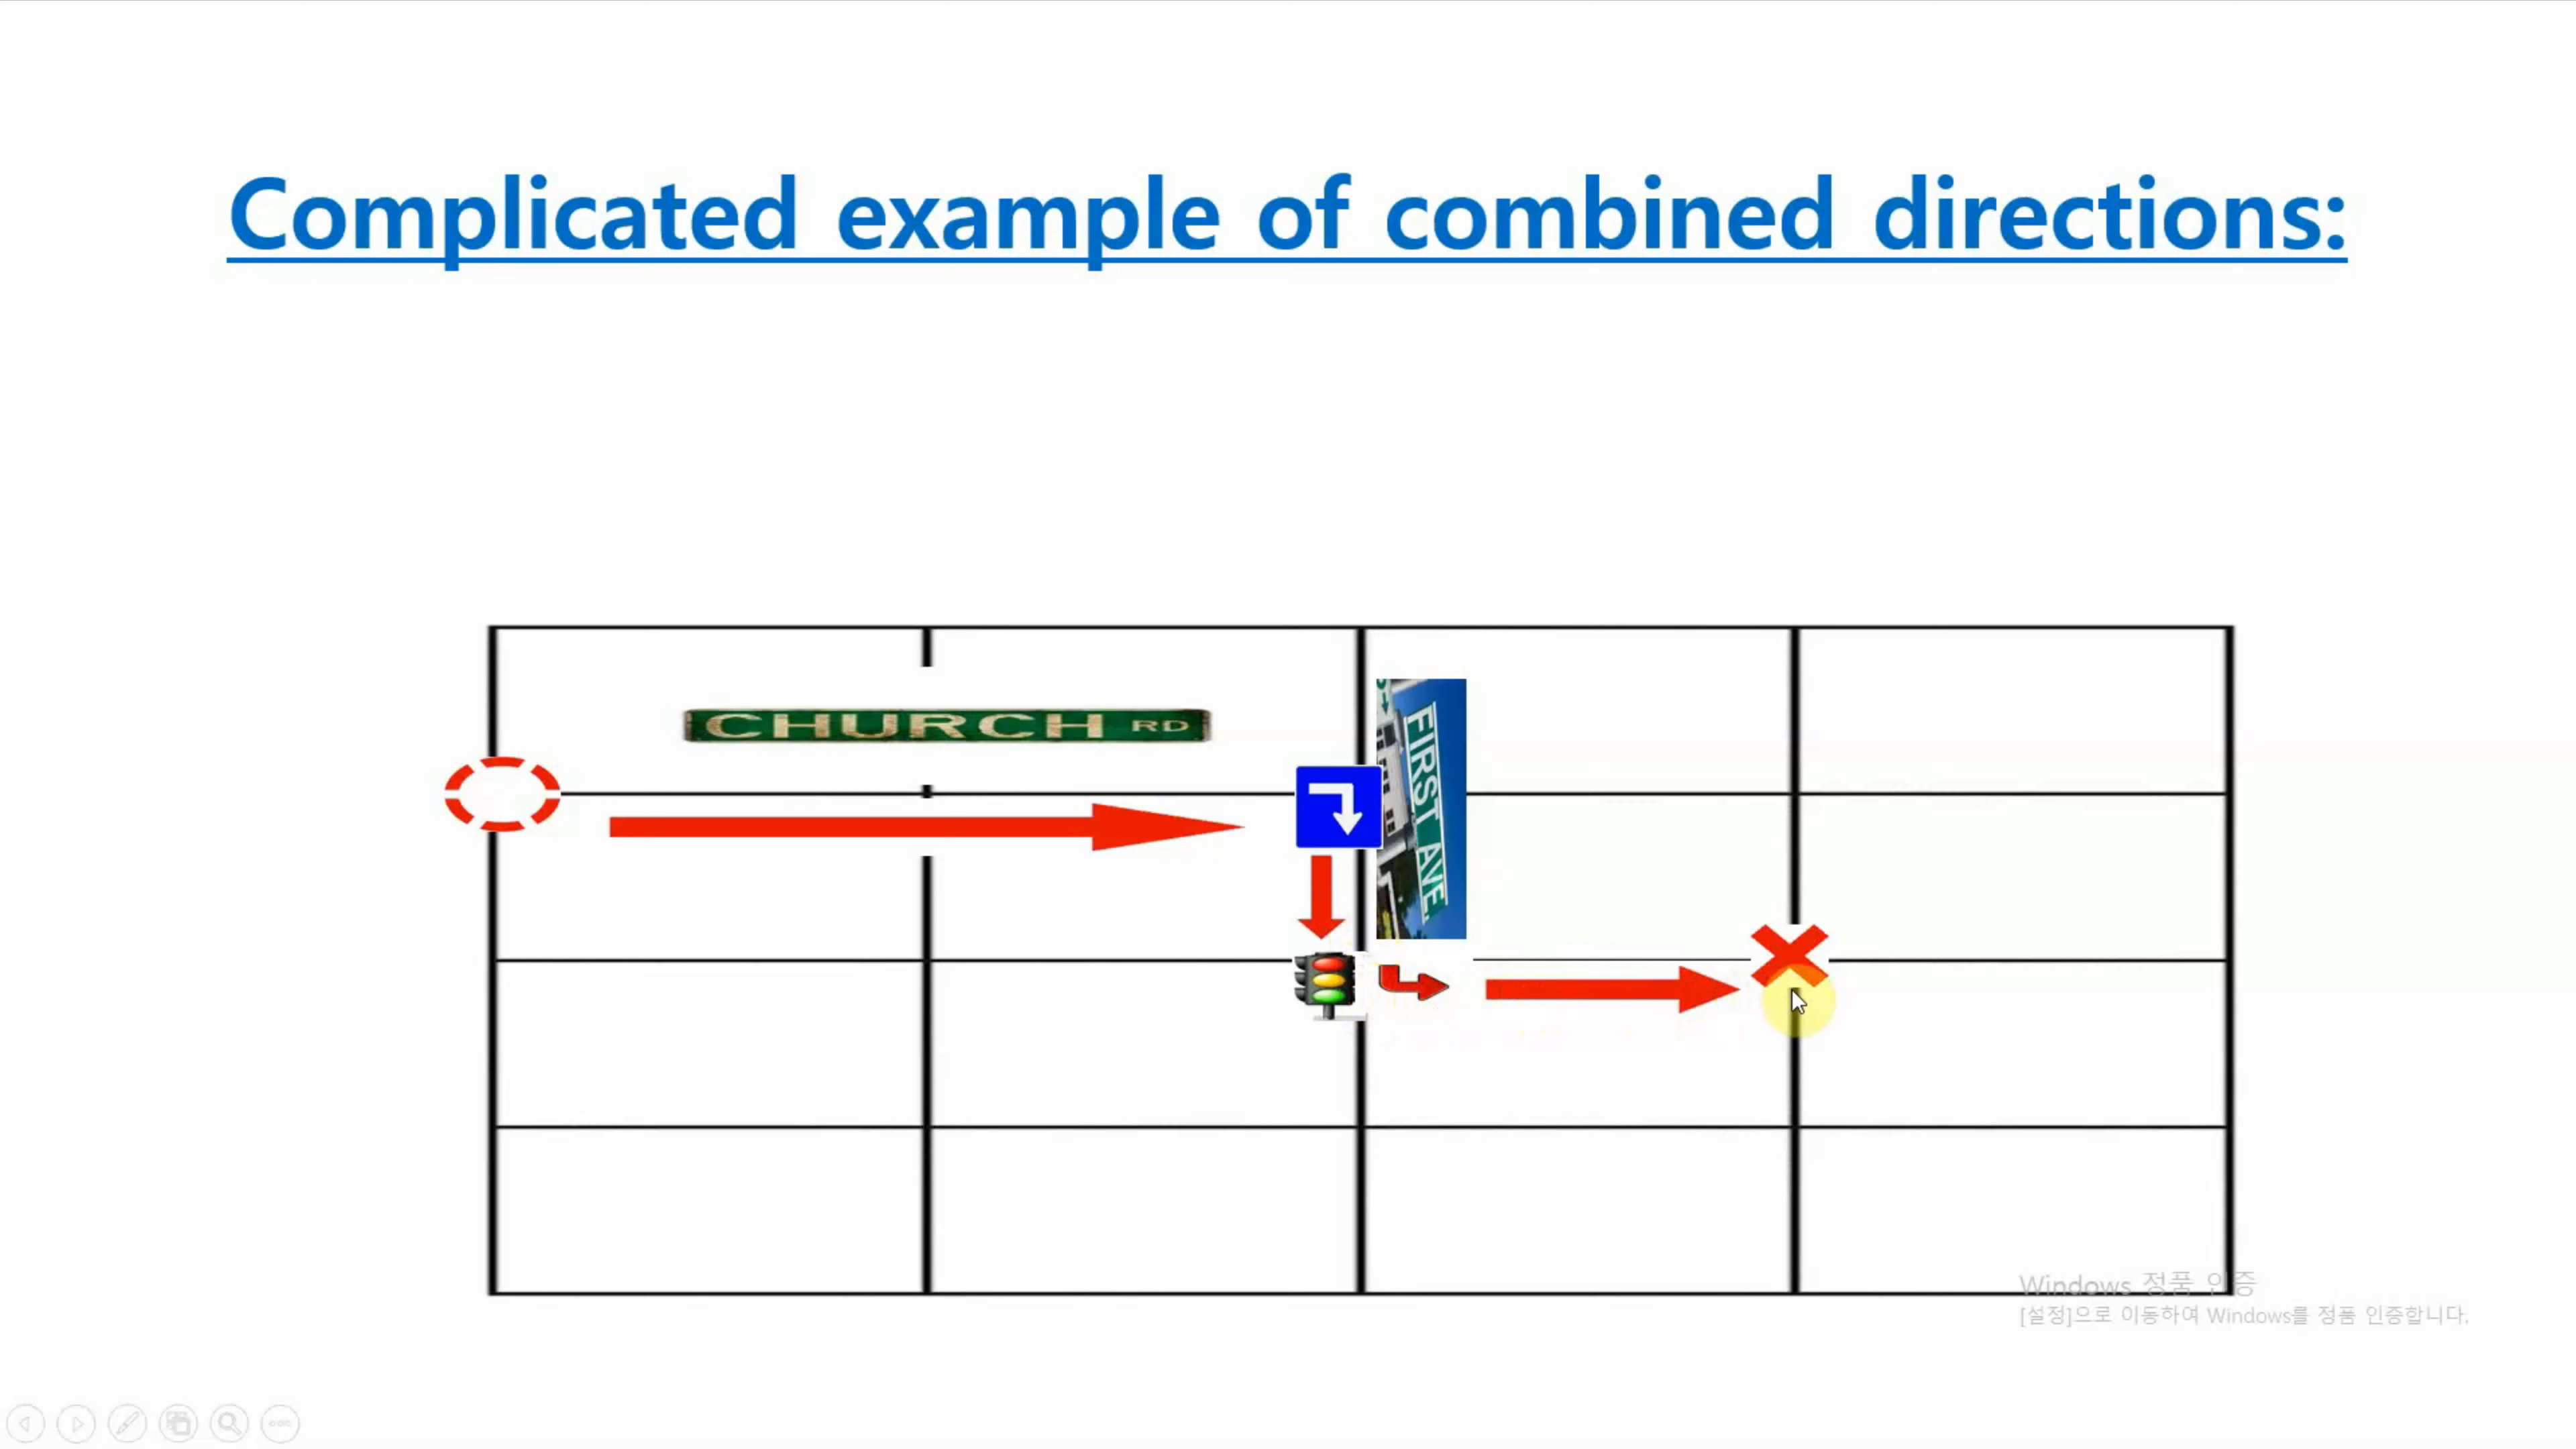 Complicated example of combined directions:
CHURCH RD
FIRST AVE
Windows 정품 인증
[설정]으로 이동하여 Windows를 정품 인증합니다.